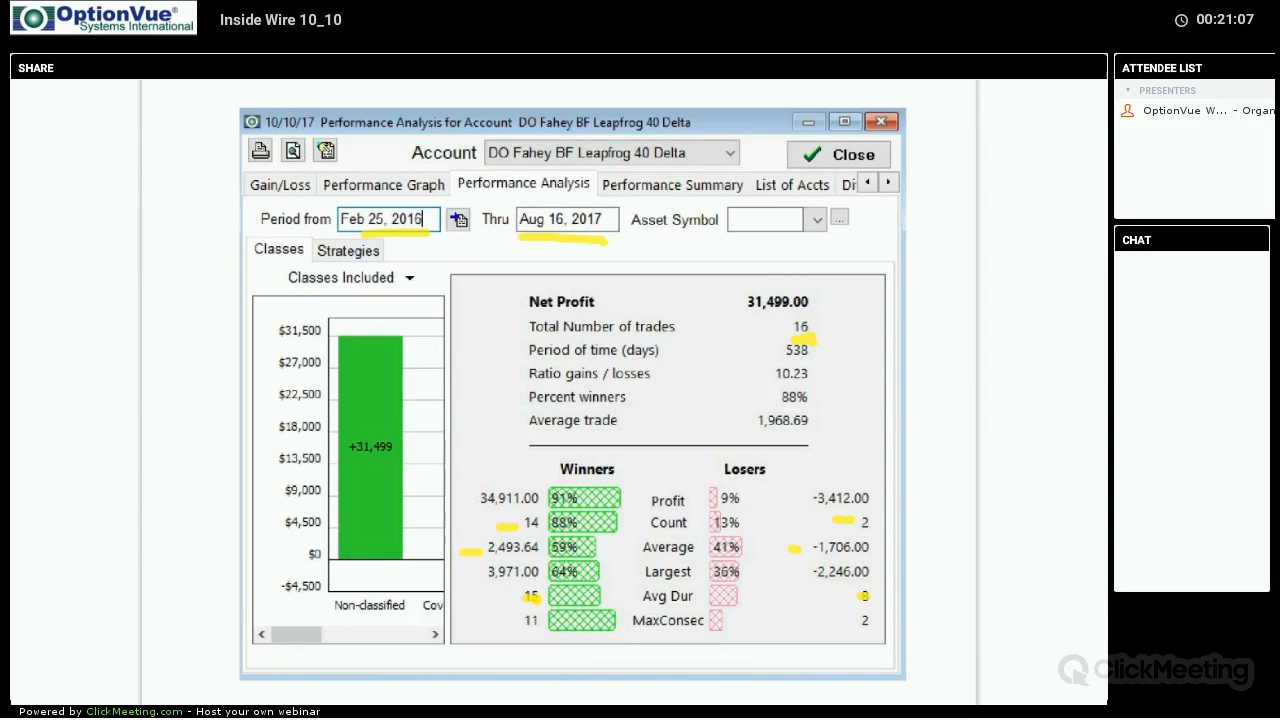 OptionVue
Systems International
Inside Wire 10_10
00:21:07
SHARE
ATTENDEE LIST
PRESENTERS
OptionVue W... - Organ
10/10/17 Performance Analysis for Account DO Fahey BF Leapfrog 40 Delta
Account DO Fahey BF Leapfrog 40 Delta Close
Gain/Loss Performance Graph Performance Analysis Performance Summary List of Accts Di
Period from Feb 25, 2016 Thru Aug 16, 2017 Asset Symbol ...
Classes Strategies
Classes Included
$31,500
$27,000
$22,500
$18,000
$13,500
$9,000
$4,500
$0
-$4,500
+31,499
Non-classified Cov
Net Profit 31,499.00
Total Number of trades 16
Period of time (days) 538
Ratio gains / losses 10.23
Percent winners 88%
Average trade 1,968.69
Winners Losers
34,911.00 91% Profit 9% -3,412.00
14 88% Count 13% 2
2,493.64 59% Average 41% -1,706.00
3,971.00 64% Largest 36% -2,246.00
15 Avg Dur
11 MaxConsec 2
CHAT
ClickMeeting
Powered by ClickMeeting.com - Host your own webinar